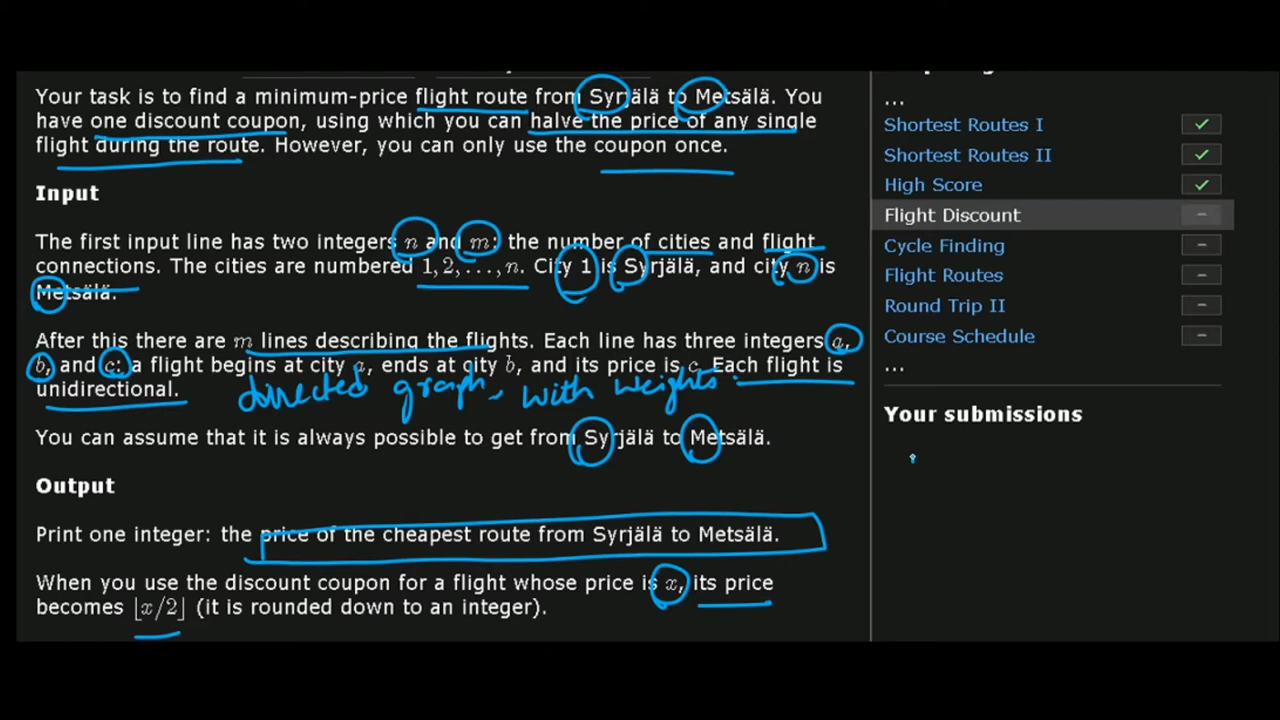 Your task is to find a minimum-price flight route from Syrjälä to Metsälä. You
have one discount coupon, using which you can halve the price of any single
flight during the route. However, you can only use the coupon once.
Input
The first input line has two integers n and m: the number of cities and flight
connections. The cities are numbered 1, 2, ..., n. City 1 is Syrjälä, and city n is
Metsälä.
After this there are m lines describing the flights. Each line has three integers a,
b, and c: a flight begins at city a, ends at city b, and its price is c. Each flight is
unidirectional.
directed graph, with weights.
You can assume that it is always possible to get from Syrjälä to Metsälä.
Output
Print one integer: the price of the cheapest route from Syrjälä to Metsälä.
When you use the discount coupon for a flight whose price is x, its price
becomes ⌊x/2⌋ (it is rounded down to an integer).
...
Shortest Routes I
Shortest Routes II
High Score
Flight Discount
Cycle Finding
Flight Routes
Round Trip II
Course Schedule
...
Your submissions